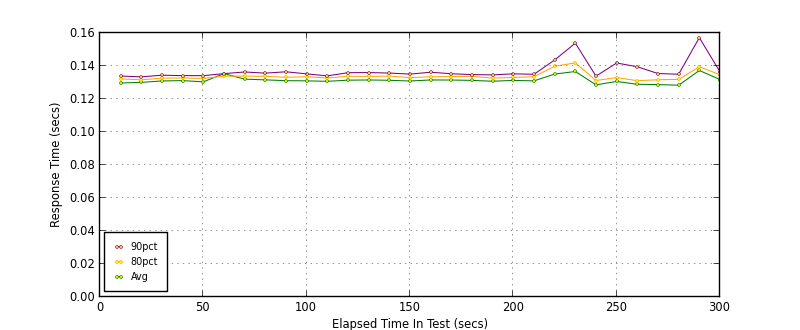 0.16
0.14
0.12
0.10
0.08
0.06
0.04
0.02
0.00
Response Time (secs)
90pct
80pct
Avg
0 50 100 150 200 250 300
Elapsed Time In Test (secs)